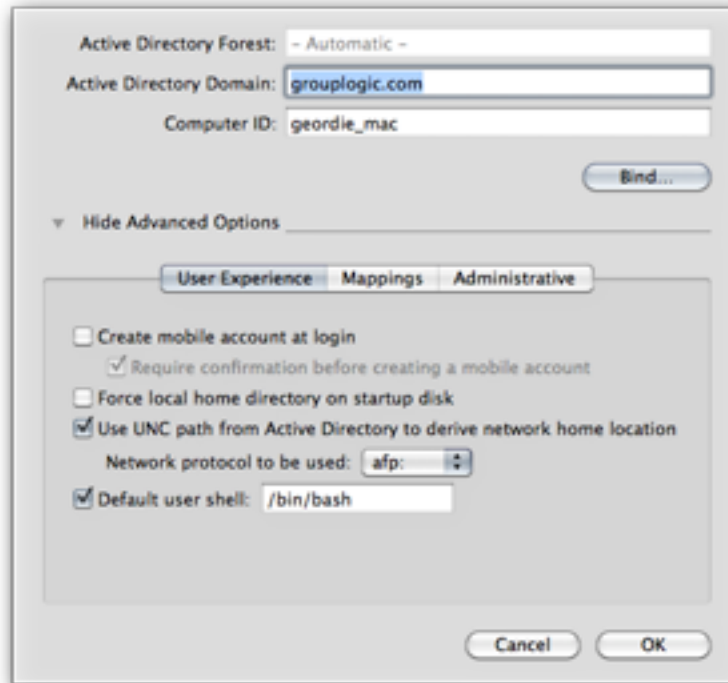 Active Directory Forest: - Automatic -
Active Directory Domain: grouplogic.com
Computer ID: geordie_mac
Bind...
Hide Advanced Options
User Experience Mappings Administrative
Create mobile account at login
Require confirmation before creating a mobile account
Force local home directory on startup disk
Use UNC path from Active Directory to derive network home location
Network protocol to be used: afp:
Default user shell: /bin/bash
Cancel OK